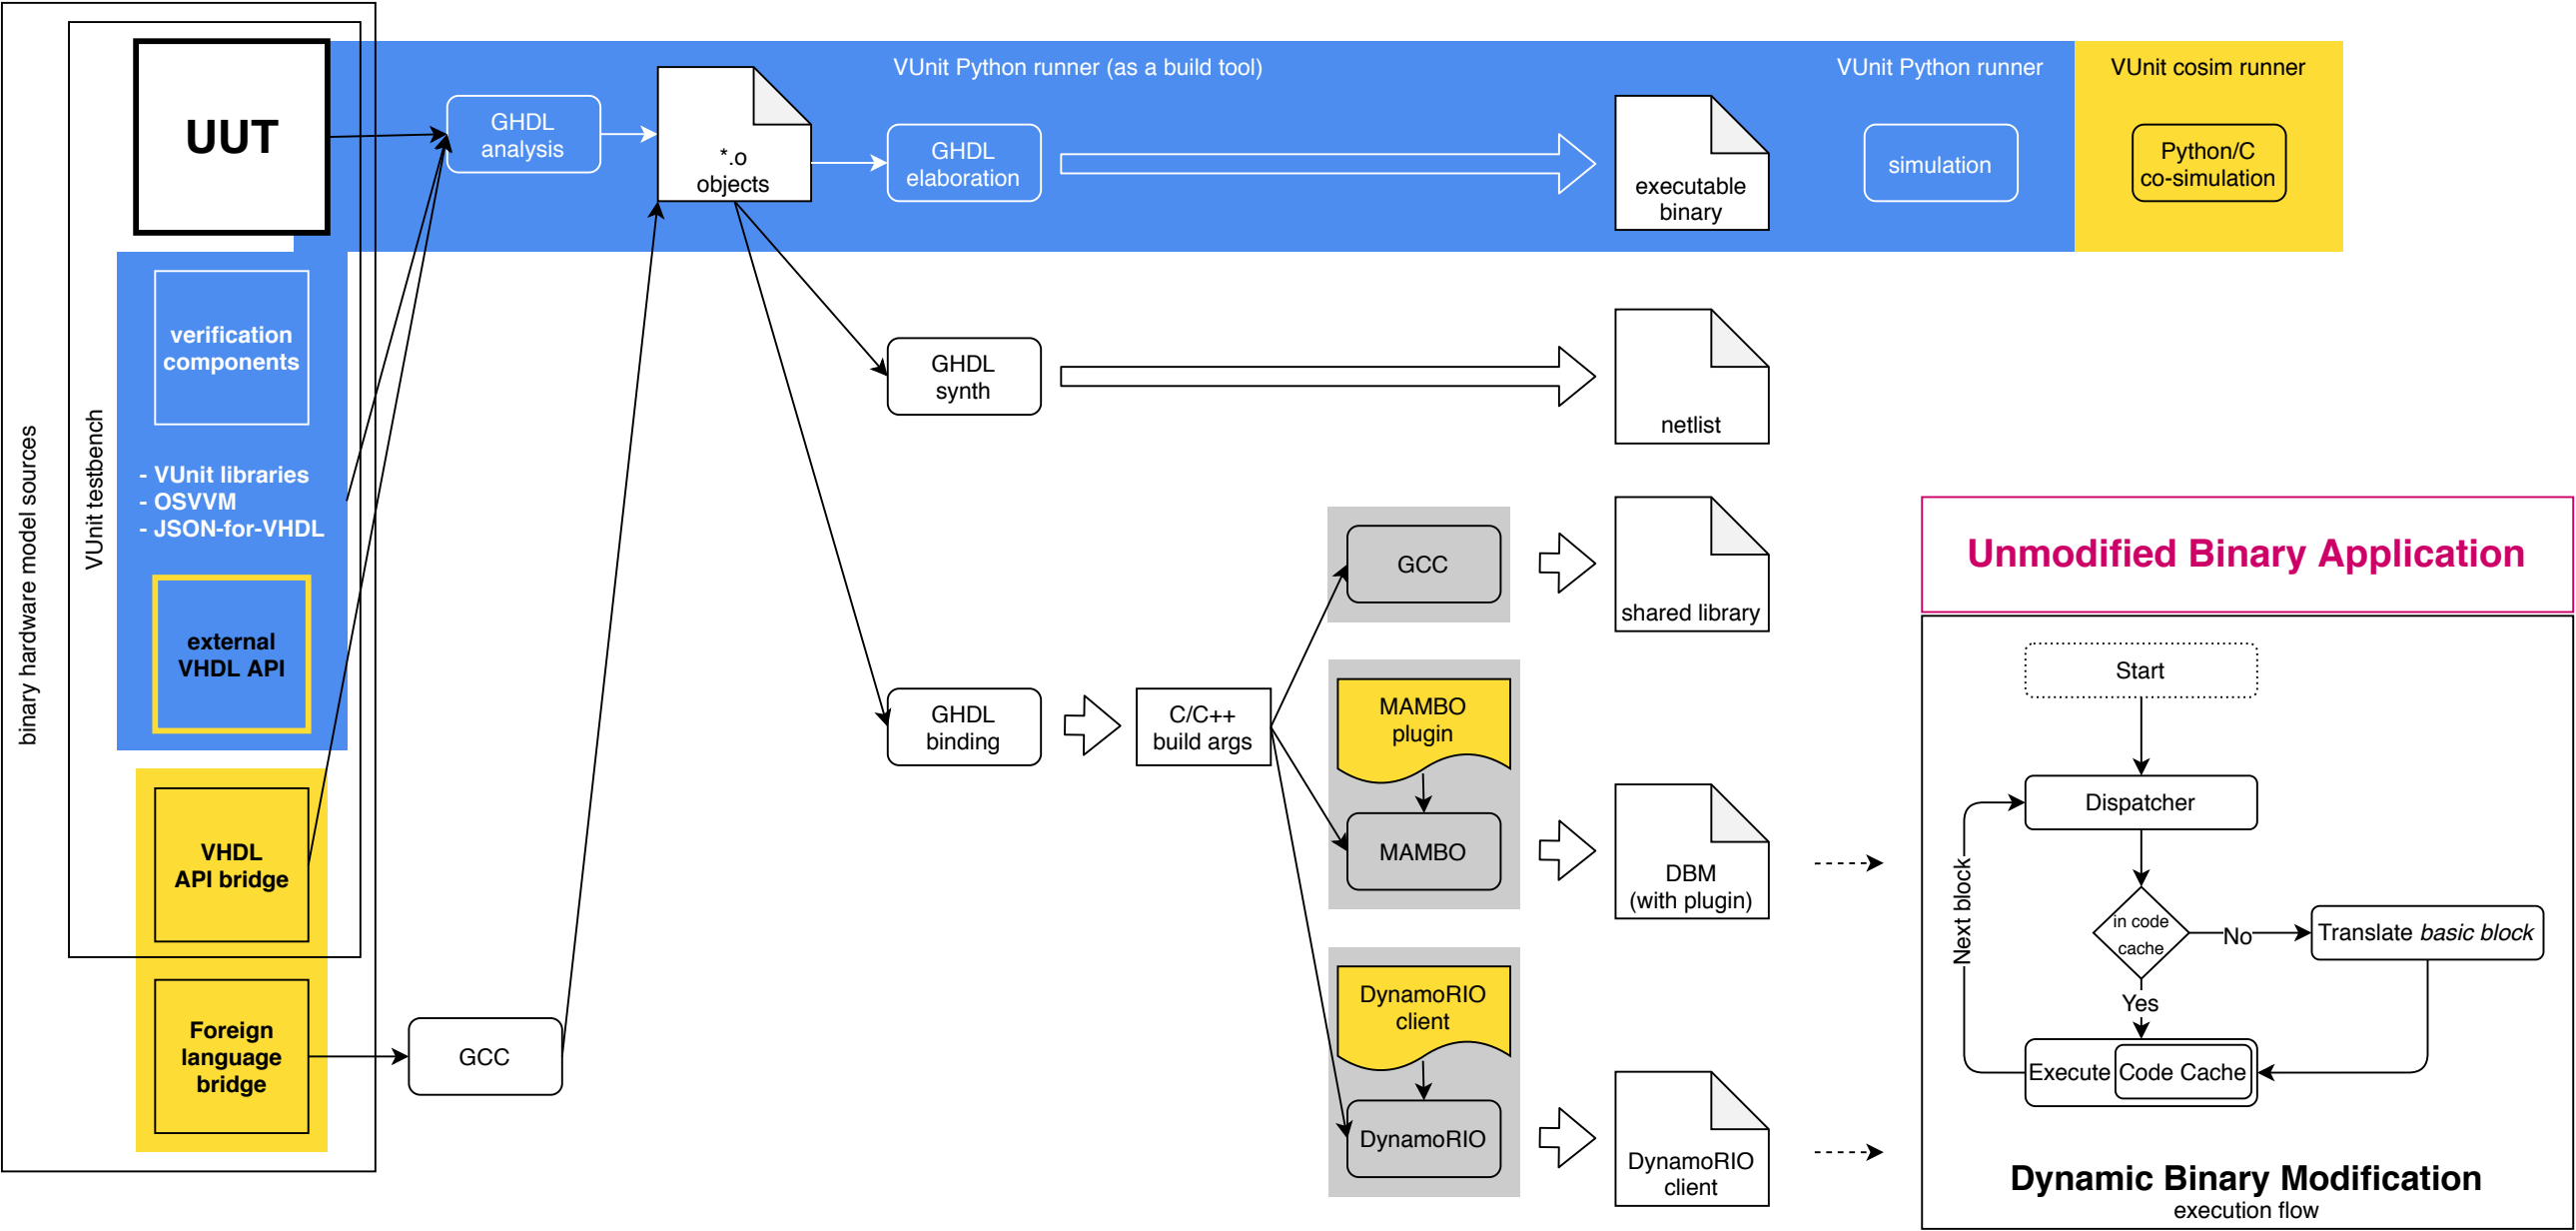 binary hardware model sources
VUnit testbench
UUT
verification
components
- VUnit libraries
- OSVVM
- JSON-for-VHDL
external
VHDL API
VHDL
API bridge
Foreign
language
bridge
GCC
VUnit Python runner (as a build tool)
GHDL
analysis
*.o
objects
GHDL
elaboration
executable
binary
VUnit Python runner
simulation
VUnit cosim runner
Python/C
co-simulation
GHDL
synth
netlist
GHDL
binding
C/C++
build args
GCC
shared library
MAMBO
plugin
MAMBO
DBM
(with plugin)
DynamoRIO
client
DynamoRIO
DynamoRIO
client
Unmodified Binary Application
Start
Dispatcher
Next block
in code
cache
No
Translate basic block
Yes
Execute
Code Cache
Dynamic Binary Modification
execution flow